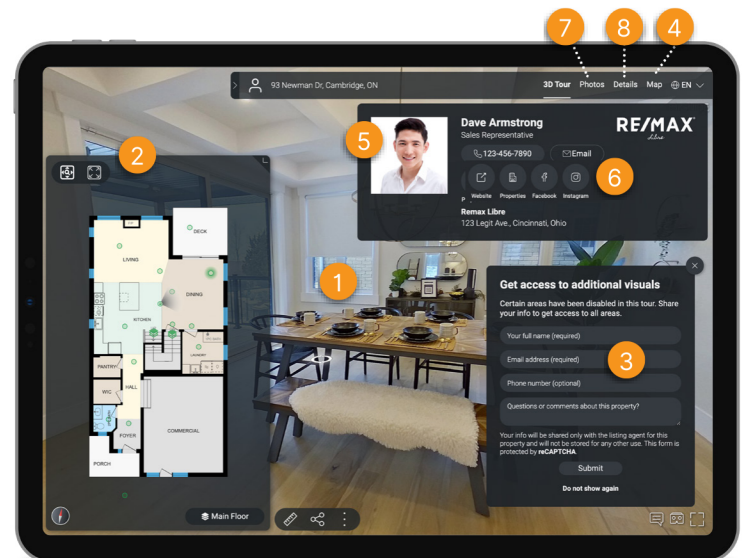 7
8
4
93 Newman Dr, Cambridge, ON
3D Tour
Photos
Details
Map
EN
5
Dave Armstrong
Sales Representative
RE/MAX
Libre
123-456-7890
Email
6
Website
Properties
Facebook
Instagram
P
Remax Libre
123 Legit Ave., Cincinnati, Ohio
2
DECK
LIVING
DINING
KITCHEN
LAUNDRY
PANTRY
WIC
HALL
FOYER
COMMERCIAL
PORCH
Main Floor
1
Get access to additional visuals
Certain areas have been disabled in this tour. Share
your info to get access to all areas.
Your full name (required)
Email address (required)
3
Phone number (optional)
Questions or comments about this property?
Your info will be shared only with the listing agent for this
property and will not be stored for any other use. This form is
protected by reCAPTCHA.
Submit
Do not show again